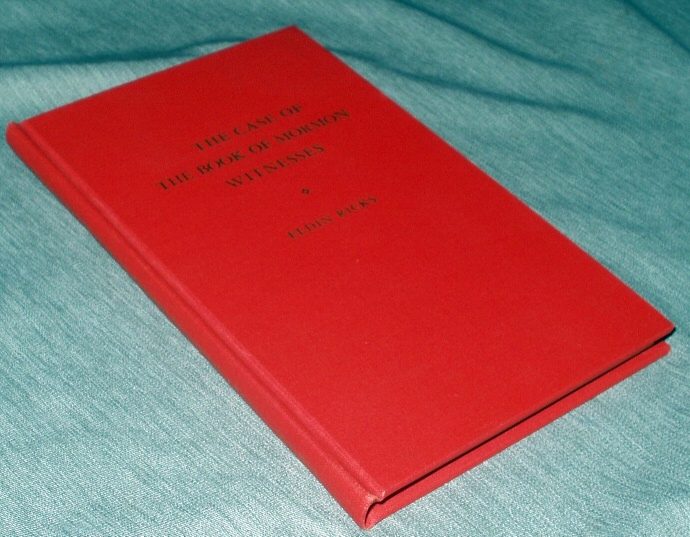 THE CASE OF
THE BOOK OF MORMON
WITNESSES
ELDIN RICKS